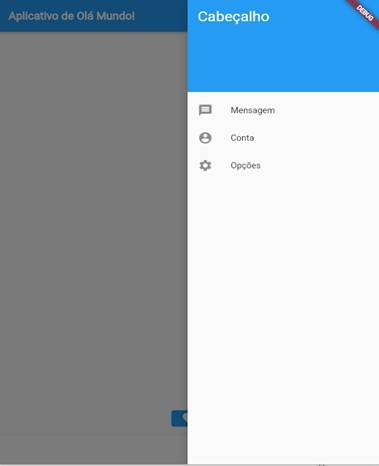 Aplicativo de Olá Mundo!
Cabeçalho
DEBUG
Mensagem
Conta
Opções